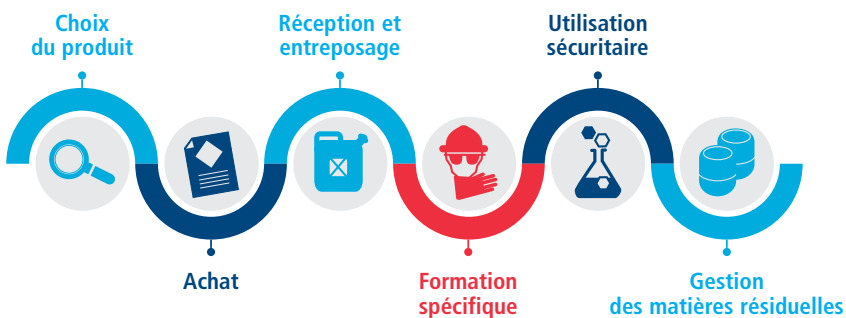 Choix
du produit
Achat
Réception et
entreposage
Formation
spécifique
Utilisation
sécuritaire
Gestion
des matières résiduelles